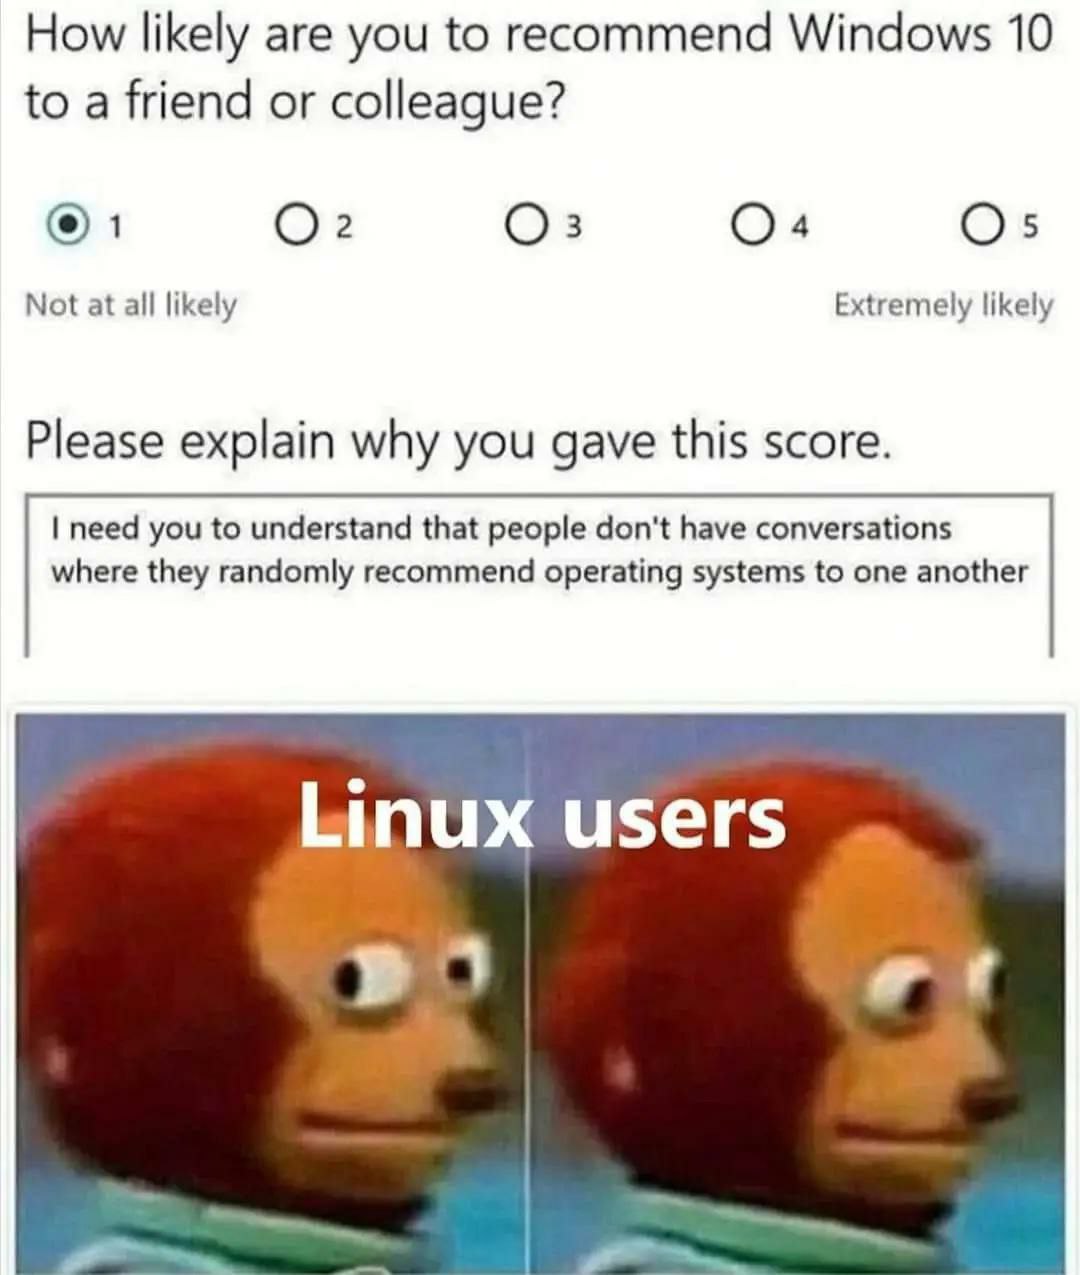 How likely are you to recommend Windows 10
to a friend or colleague?
1 2 3 4 5
Not at all likely Extremely likely
Please explain why you gave this score.
I need you to understand that people don't have conversations
where they randomly recommend operating systems to one another
Linux users